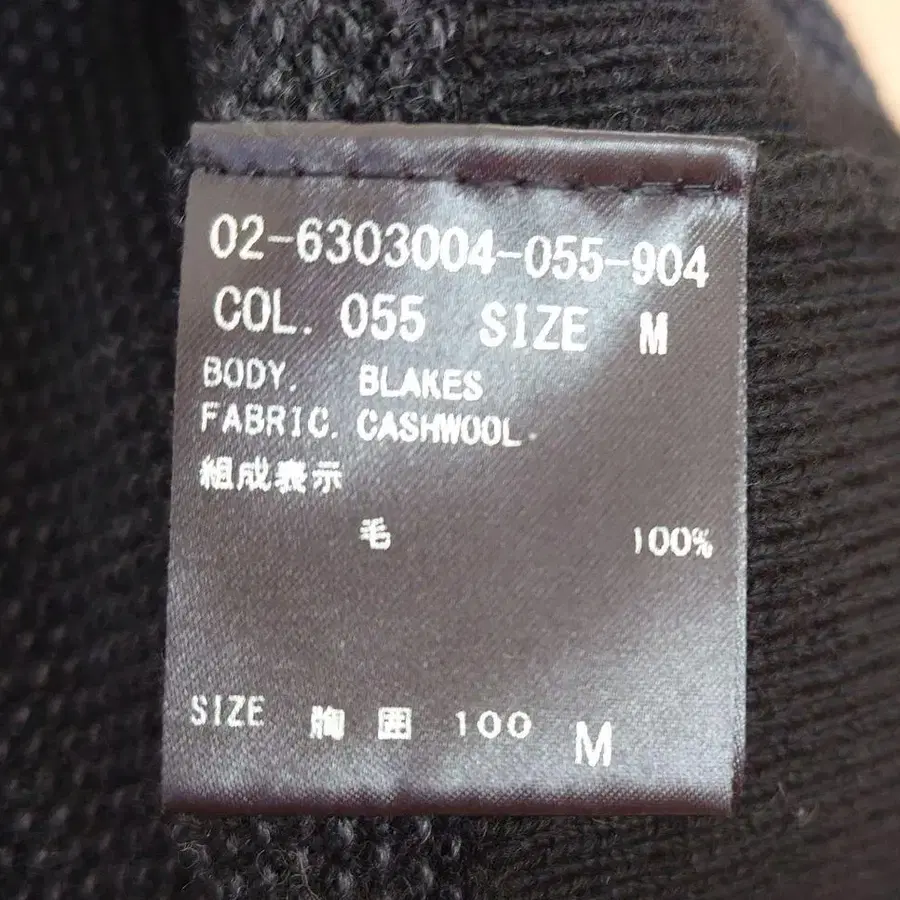 02-6303004-055-904
COL. 055 SIZE M
BODY. BLAKES
FABRIC. CASHWOOL
組成表示
毛 100%
SIZE 胸囲 100 M